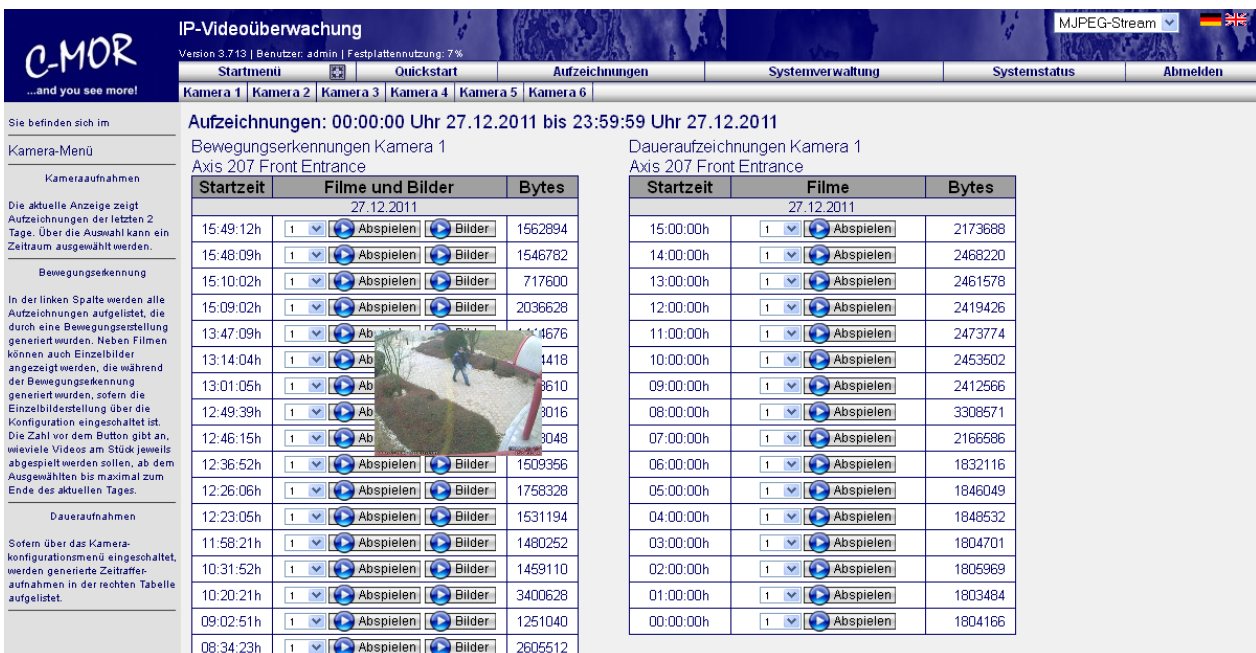 C-MOR
...and you see more!
IP-Videoüberwachung
Version 3.713 | Benutzer: admin | Festplattennutzung: 7%
MJPEG-Stream
Startmenü Quickstart Aufzeichnungen Systemverwaltung Systemstatus Abmelden
Kamera 1 Kamera 2 Kamera 3 Kamera 4 Kamera 5 Kamera 6
Sie befinden sich im
Kamera-Menü
Kameraaufnahmen
Die aktuelle Anzeige zeigt
Aufzeichnungen der letzten 2
Tage. Über die Auswahl kann ein
Zeitraum ausgewählt werden.
Bewegungserkennung
In der linken Spalte werden alle
Aufzeichnungen aufgelistet, die
durch eine Bewegungserstellung
generiert wurden. Neben Filmen
können auch Einzelbilder
angezeigt werden, die während
der Bewegungserkennung
generiert wurden, sofern die
Einzelbilderstellung über die
Konfiguration eingeschaltet ist.
Die Zahl vor dem Button gibt an,
wieviele Videos am Stück jeweils
abgespielt werden sollen, ab dem
Ausgewählten bis maximal zum
Ende des aktuellen Tages.
Daueraufnahmen
Sofern über das Kamera-
konfigurationsmenü eingeschaltet,
werden generierte Zeitraffer-
aufnahmen in der rechten Tabelle
aufgelistet.
Aufzeichnungen: 00:00:00 Uhr 27.12.2011 bis 23:59:59 Uhr 27.12.2011
Bewegungserkennungen Kamera 1
Axis 207 Front Entrance
Startzeit Filme und Bilder Bytes
27.12.2011
15:49:12h 1 Abspielen Bilder 1562894
15:48:09h 1 Abspielen Bilder 1546782
15:10:02h 1 Abspielen Bilder 717600
15:09:02h 1 Abspielen Bilder 2036628
13:47:09h 1 Ab 4676
13:14:04h 1 Ab 4418
13:01:05h 1 Ab 3610
12:49:39h 1 Ab 3016
12:46:15h 1 Ab 3048
12:36:52h 1 Abspielen Bilder 1509356
12:26:06h 1 Abspielen Bilder 1758328
12:23:05h 1 Abspielen Bilder 1531194
11:58:21h 1 Abspielen Bilder 1480252
10:31:52h 1 Abspielen Bilder 1459110
10:20:21h 1 Abspielen Bilder 3400628
09:02:51h 1 Abspielen Bilder 1251040
08:34:23h 1 Abspielen Bilder 2605512
Daueraufzeichnungen Kamera 1
Axis 207 Front Entrance
Startzeit Filme Bytes
27.12.2011
15:00:00h 1 Abspielen 2173688
14:00:00h 1 Abspielen 2468220
13:00:00h 1 Abspielen 2461578
12:00:00h 1 Abspielen 2419426
11:00:00h 1 Abspielen 2473774
10:00:00h 1 Abspielen 2453502
09:00:00h 1 Abspielen 2412566
08:00:00h 1 Abspielen 3308571
07:00:00h 1 Abspielen 2166586
06:00:00h 1 Abspielen 1832116
05:00:00h 1 Abspielen 1846049
04:00:00h 1 Abspielen 1848532
03:00:00h 1 Abspielen 1804701
02:00:00h 1 Abspielen 1805969
01:00:00h 1 Abspielen 1803484
00:00:00h 1 Abspielen 1804166